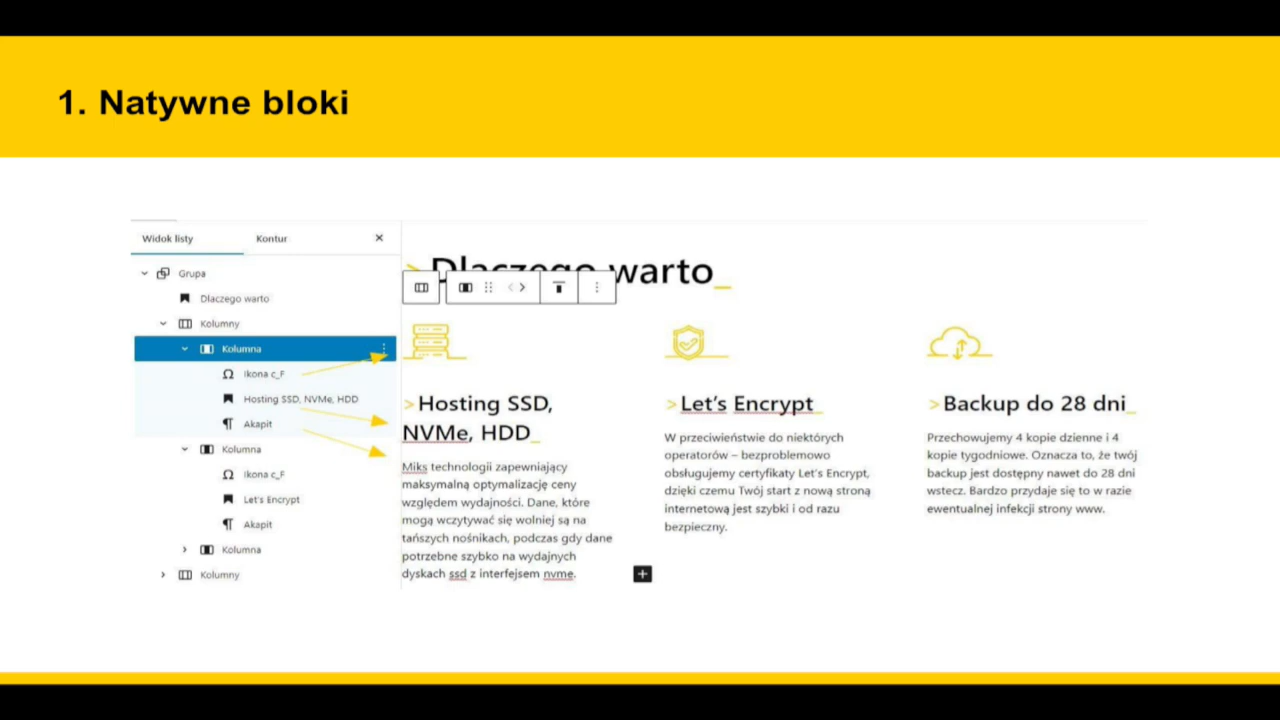 1. Natywne bloki
Widok listy
Kontur
Grupa
Dlaczego warto
Kolumny
Kolumna
Ikona c_F
Hosting SSD, NVMe, HDD
Akapit
Kolumna
Ikona c_F
Let's Encrypt
Akapit
Kolumna
Kolumny
> Dlaczego warto_
>Hosting SSD,
NVMe, HDD_
Miks technologii zapewniający
maksymalną optymalizację ceny
względem wydajności. Dane, które
mogą wczytywać się wolniej są na
tańszych nośnikach, podczas gdy dane
potrzebne szybko na wydajnych
dyskach ssd z interfejsem nvme.
>Let's Encrypt_
W przeciwieństwie do niektórych
operatorów – bezproblemowo
obsługujemy certyfikaty Let's Encrypt,
dzięki czemu Twój start z nową stroną
internetową jest szybki i od razu
bezpieczny.
>Backup do 28 dni_
Przechowujemy 4 kopie dzienne i 4
kopie tygodniowe. Oznacza to, że twój
backup jest dostępny nawet do 28 dni
wstecz. Bardzo przydaje się to w razie
ewentualnej infekcji strony www.